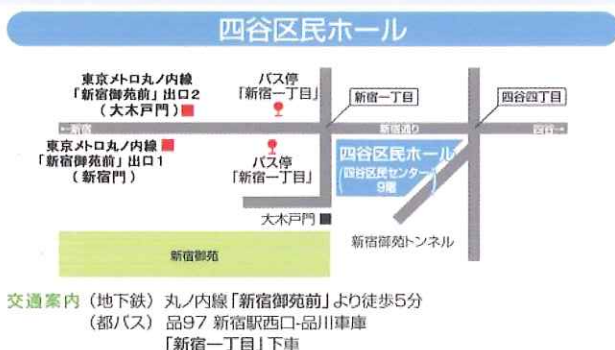 四谷区民ホール
東京メトロ丸ノ内線
「新宿御苑前」出口2
(大木戸門)
バス停
「新宿一丁目」
新宿一丁目
四谷四丁目
←新宿
新宿通り
四谷→
東京メトロ丸ノ内線
「新宿御苑前」出口1
(新宿門)
バス停
「新宿一丁目」
四谷区民ホール
(四谷区民センター
9階)
大木戸門
新宿御苑トンネル
新宿御苑
交通案内 (地下鉄) 丸ノ内線「新宿御苑前」より徒歩5分
(都バス) 品97 新宿駅西口-品川車庫
「新宿一丁目」下車